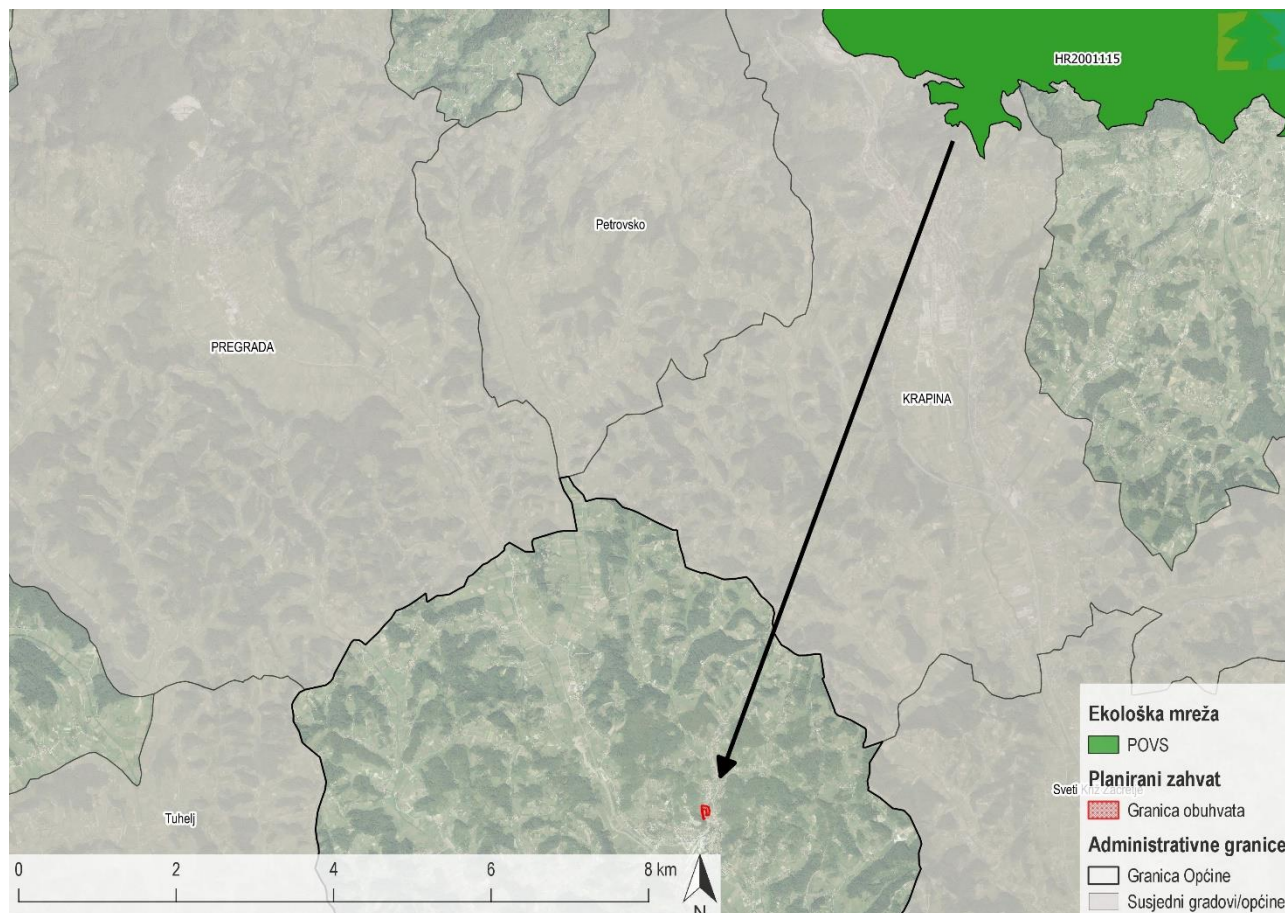 HR2001115
Petrovsko
PREGRADA
KRAPINA
Sveti Križ Začretje
Tuhelj
Ekološka mreža
POVS
Planirani zahvat
Granica obuhvata
Administrativne granice
Granica Općine
Susjedni gradovi/općine
0 2 4 6 8 km
N